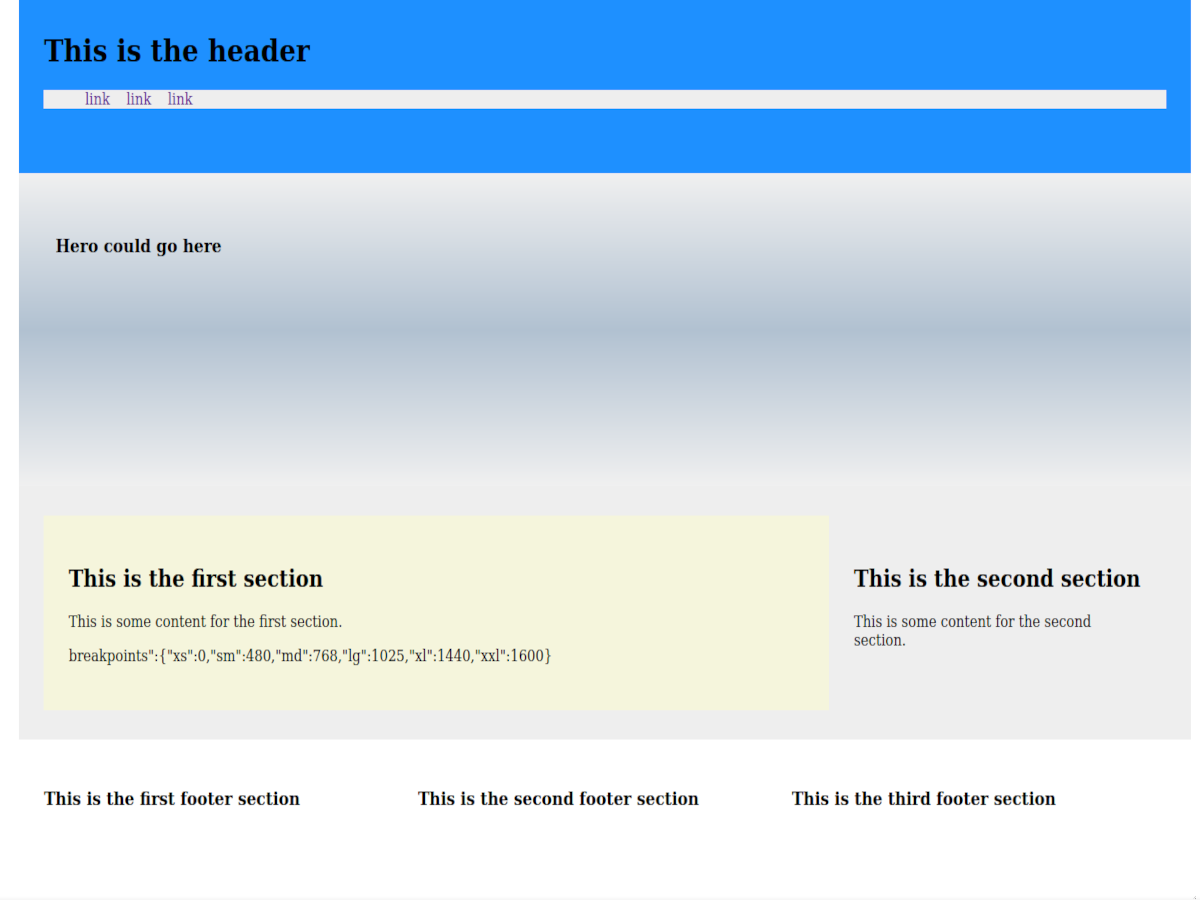 This is the header
link link link
Hero could go here
This is the first section
This is some content for the first section.
breakpoints":{"xs":0,"sm":480,"md":768,"lg":1025,"xl":1440,"xxl":1600}
This is the second section
This is some content for the second
section.
This is the first footer section
This is the second footer section
This is the third footer section